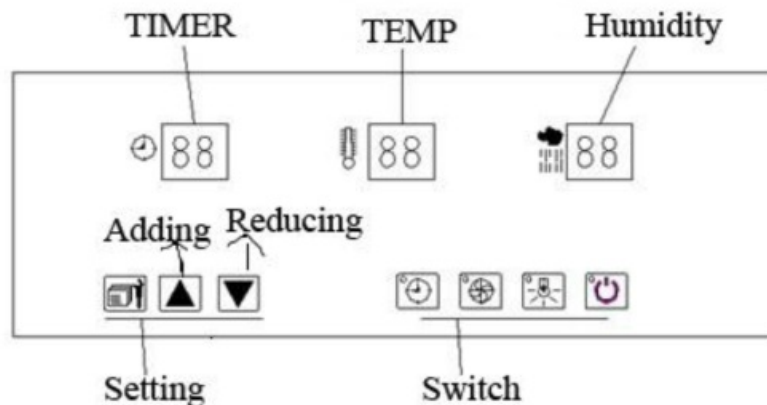 TIMER TEMP Humidity
88 88 88
Adding Reducing
Setting Switch